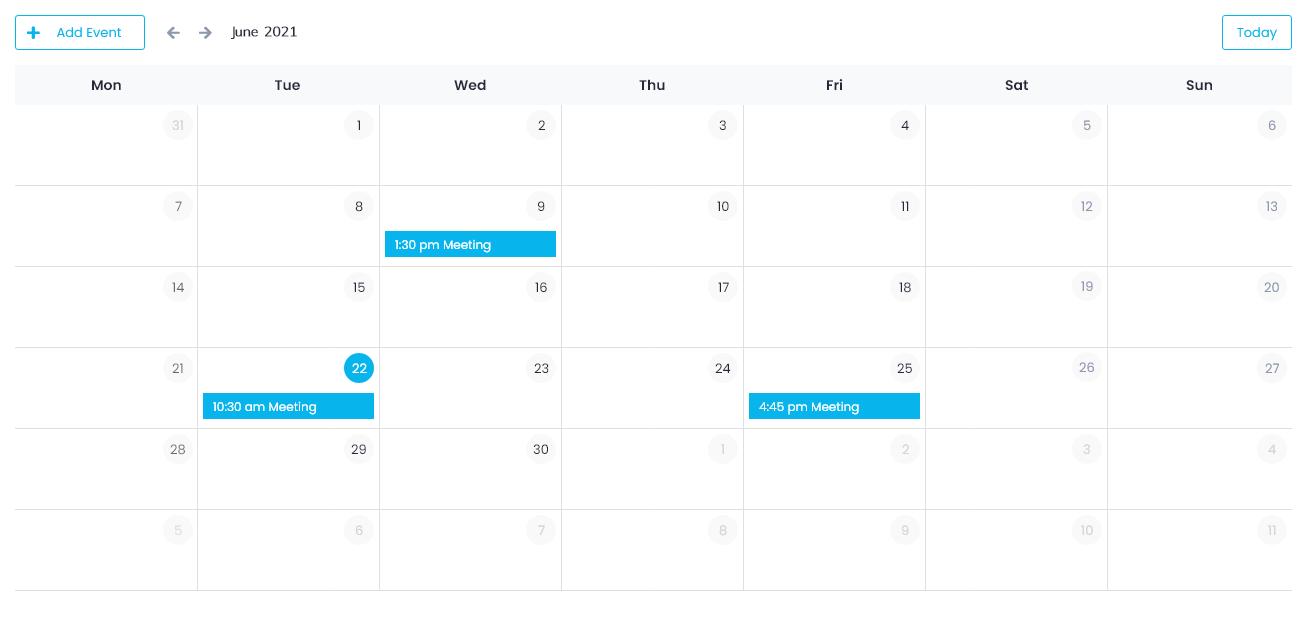 Add Event June 2021 Today
Mon Tue Wed Thu Fri Sat Sun
31 1 2 3 4 5 6
7 8 9 10 11 12 13
1:30 pm Meeting
14 15 16 17 18 19 20
21 22 23 24 25 26 27
10:30 am Meeting 4:45 pm Meeting
28 29 30 1 2 3 4
5 6 7 8 9 10 11